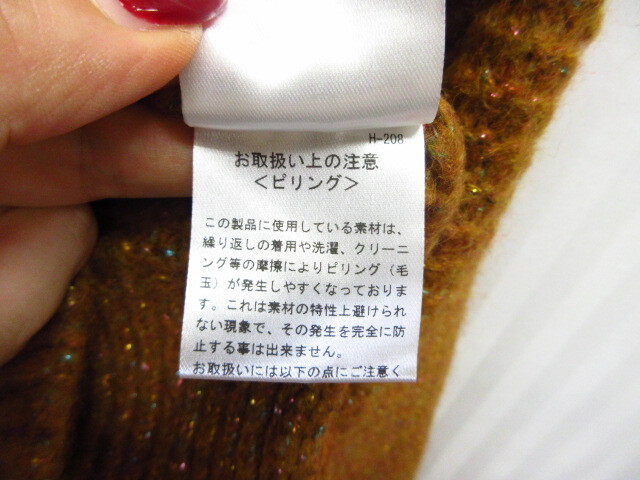 H-208
お取扱い上の注意
＜ピリング＞
この製品に使用している素材は、
繰り返しの着用や洗濯、クリーニ
ング等の摩擦によりピリング（毛
玉）が発生しやすくなっておりま
す。これは素材の特性上避けられ
ない現象で、その発生を完全に防
止する事は出来ません。
お取扱いには以下の点にご注意く